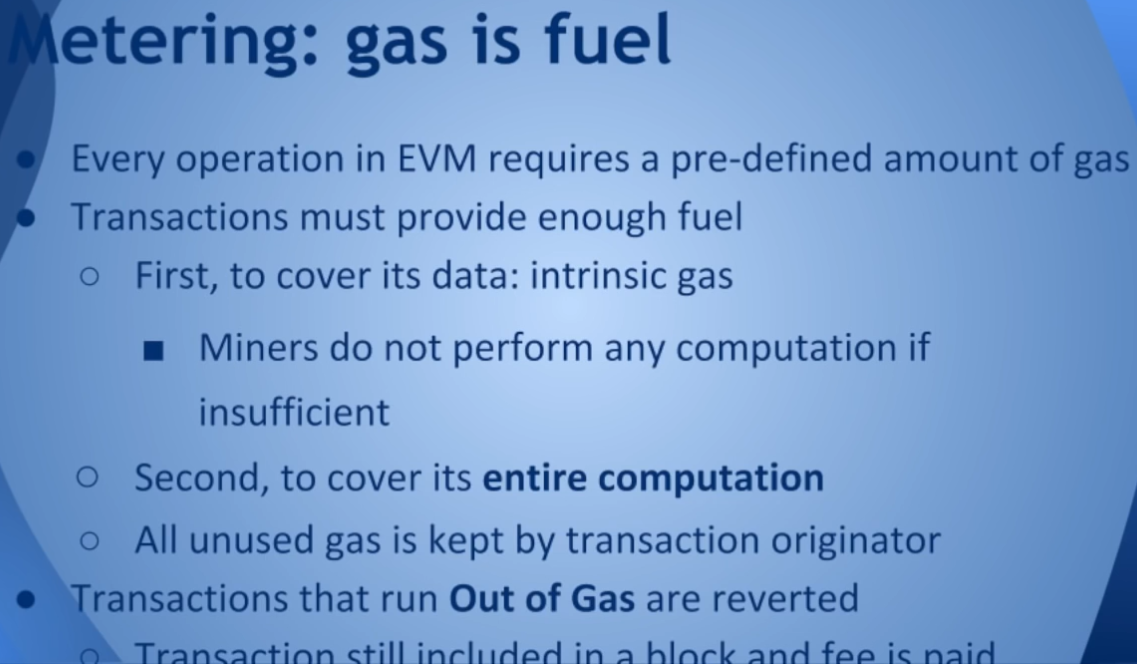 Metering: gas is fuel
● Every operation in EVM requires a pre-defined amount of gas
● Transactions must provide enough fuel
○ First, to cover its data: intrinsic gas
■ Miners do not perform any computation if
insufficient
○ Second, to cover its entire computation
○ All unused gas is kept by transaction originator
● Transactions that run Out of Gas are reverted
○ Transaction still included in a block and fee is paid